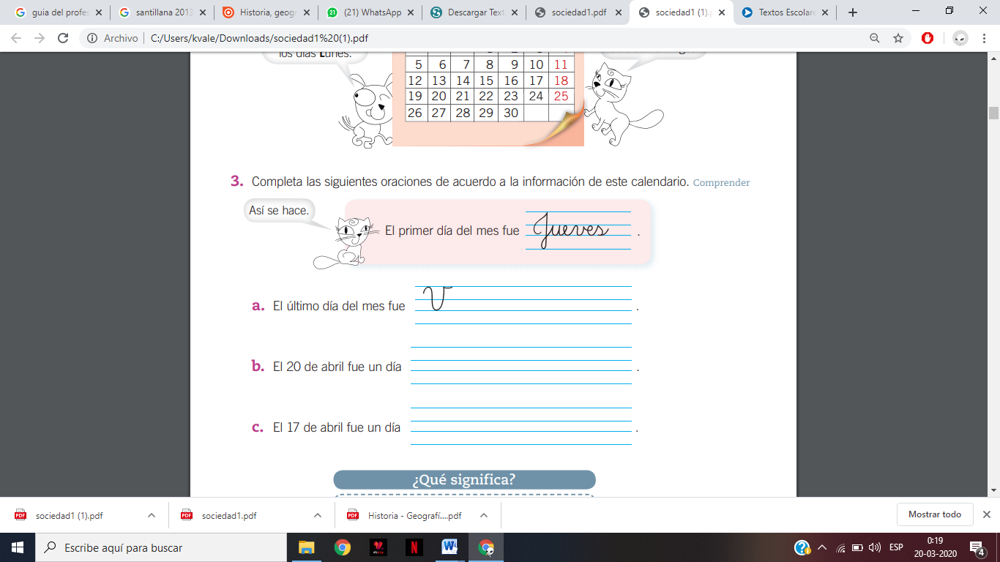 guia del profes
santillana 2013
Historia, geogr
(21) WhatsApp
Descargar Text
sociedad1.pdf
sociedad1 (1).p
Textos Escolare
Archivo
C:/Users/kvale/Downloads/sociedad1%20(1).pdf
los días Lunes.
5 6 7 8 9 10 11
12 13 14 15 16 17 18
19 20 21 22 23 24 25
26 27 28 29 30
3. Completa las siguientes oraciones de acuerdo a la información de este calendario. Comprender
Así se hace.
El primer día del mes fue Jueves .
a. El último día del mes fue V .
b. El 20 de abril fue un día .
c. El 17 de abril fue un día .
¿Qué significa?
sociedad1 (1).pdf
sociedad1.pdf
Historia - Geografí....pdf
Mostrar todo
Escribe aquí para buscar
ESP
0:19
20-03-2020
4